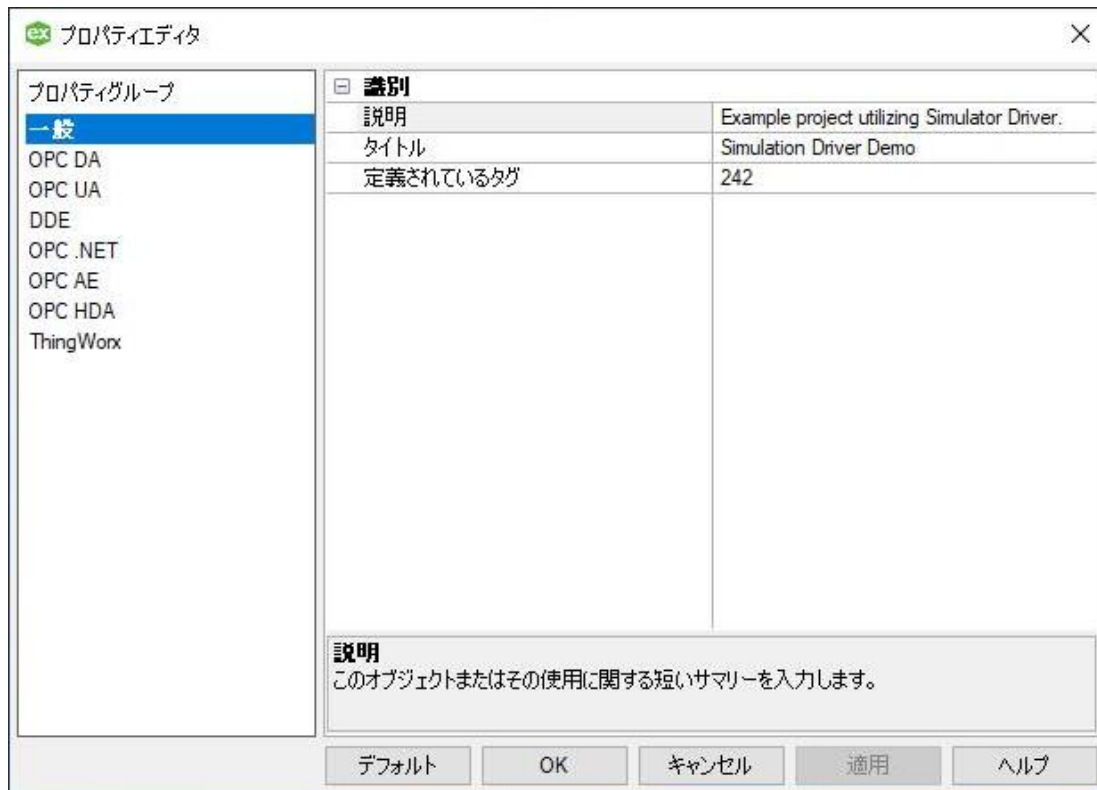 ex プロパティエディタ
プロパティグループ
一般
OPC DA
OPC UA
DDE
OPC .NET
OPC AE
OPC HDA
ThingWorx
識別
説明 Example project utilizing Simulator Driver.
タイトル Simulation Driver Demo
定義されているタグ 242
説明
このオブジェクトまたはその使用に関する短いサマリーを入力します。
デフォルト OK キャンセル 適用 ヘルプ